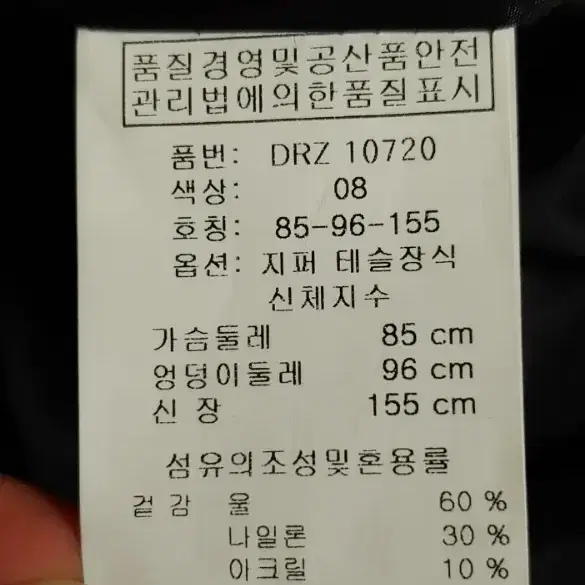 품질경영및공산품안전
관리법에의한품질표시
품번: DRZ 10720
색상: 08
호칭: 85-96-155
옵션: 지퍼 테슬장식
신체지수
가슴둘레 85 cm
엉덩이둘레 96 cm
신 장 155 cm
섬유의조성및혼용률
겉감 울 60 %
나일론 30 %
아크릴 10 %